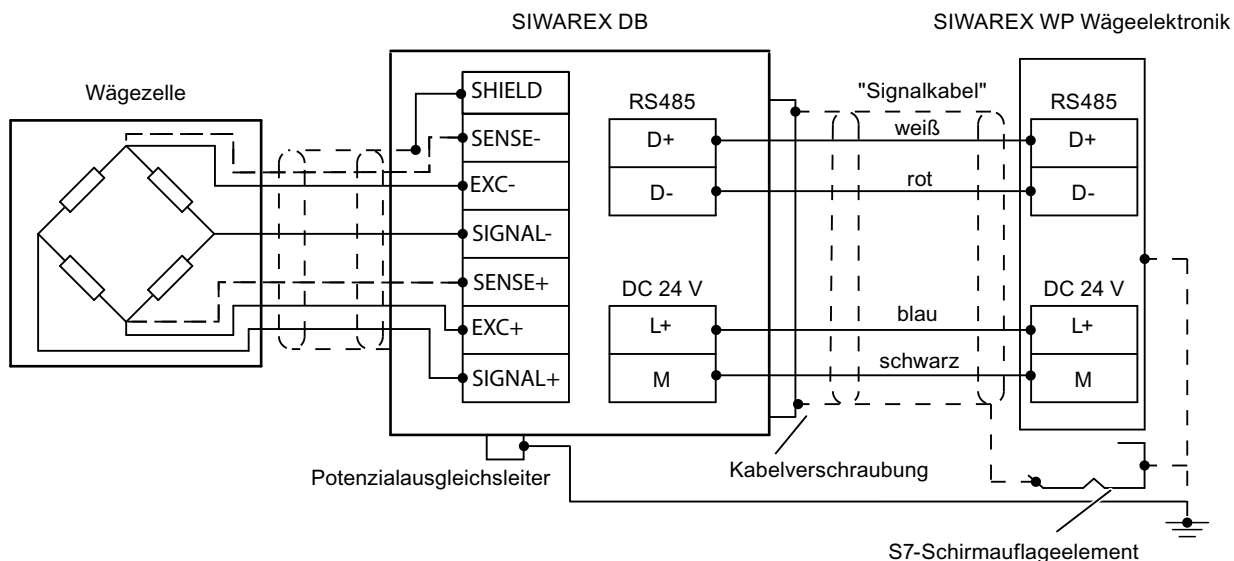 SIWAREX DB
SIWAREX WP Wägeelektronik
Wägezelle
SHIELD
SENSE-
EXC-
SIGNAL-
SENSE+
EXC+
SIGNAL+
RS485
D+
D-
DC 24 V
L+
M
"Signalkabel"
weiß
rot
blau
schwarz
RS485
D+
D-
DC 24 V
L+
M
Potenzialausgleichsleiter
Kabelverschraubung
S7-Schirmauflageelement